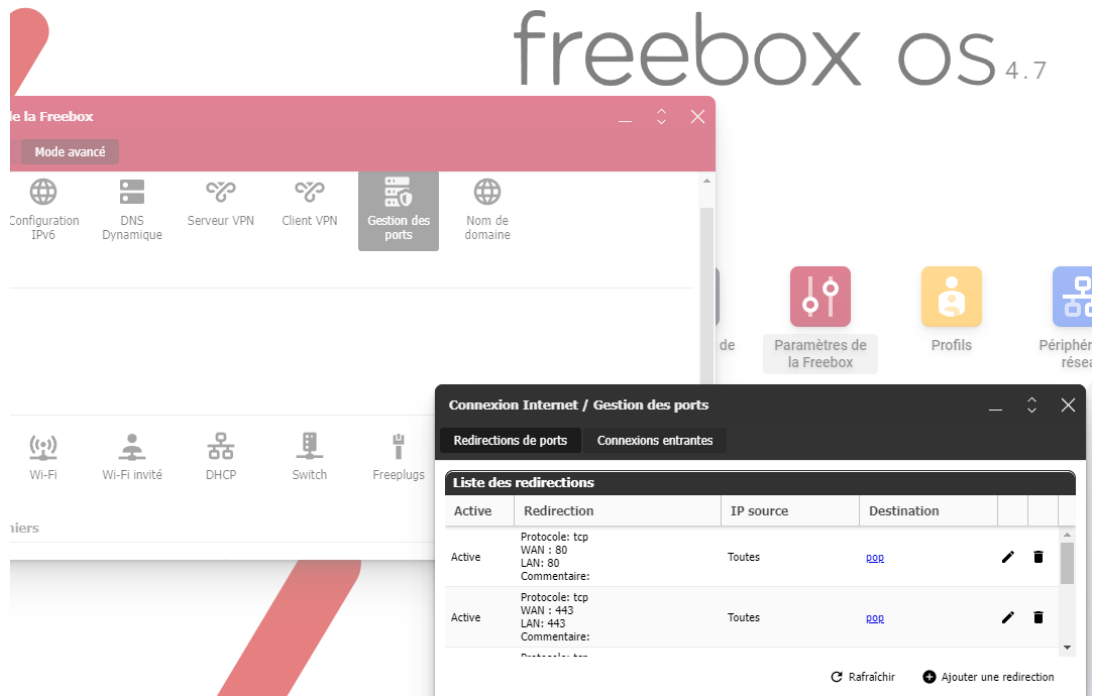 freebox os 4.7
de la Freebox
Mode avancé
Configuration IPv6
DNS Dynamique
Serveur VPN
Client VPN
Gestion des ports
Nom de domaine
de
Paramètres de la Freebox
Profils
Wi-Fi
Wi-Fi invité
DHCP
Switch
Freeplugs
Connexion Internet / Gestion des ports
Redirections de ports
Connexions entrantes
Liste des redirections
Active Redirection IP source Destination
Protocole: tcp
WAN : 80
Active Toutes pop
LAN: 80
Commentaire:
Protocole: tcp
WAN : 443
Active Toutes pop
LAN: 443
Commentaire:
Rafraîchir
Ajouter une redirection